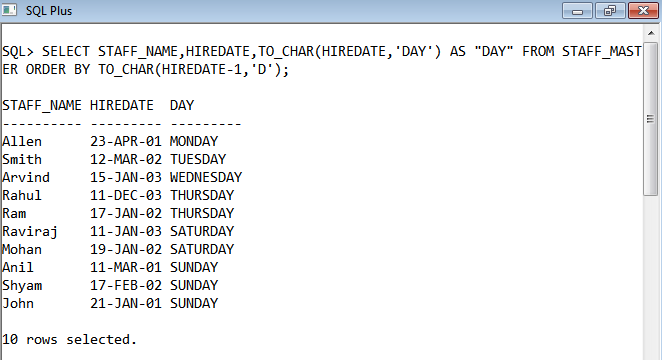 SQL Plus
SQL> SELECT STAFF_NAME,HIREDATE,TO_CHAR(HIREDATE,'DAY') AS "DAY" FROM STAFF_MAST
ER ORDER BY TO_CHAR(HIREDATE-1,'D');
STAFF_NAME HIREDATE  DAY
---------- --------- ---------
Allen      23-APR-01 MONDAY
Smith      12-MAR-02 TUESDAY
Arvind     15-JAN-03 WEDNESDAY
Rahul      11-DEC-03 THURSDAY
Ram        17-JAN-02 THURSDAY
Raviraj    11-JAN-03 SATURDAY
Mohan      19-JAN-02 SATURDAY
Anil       11-MAR-01 SUNDAY
Shyam      17-FEB-02 SUNDAY
John       21-JAN-01 SUNDAY
10 rows selected.